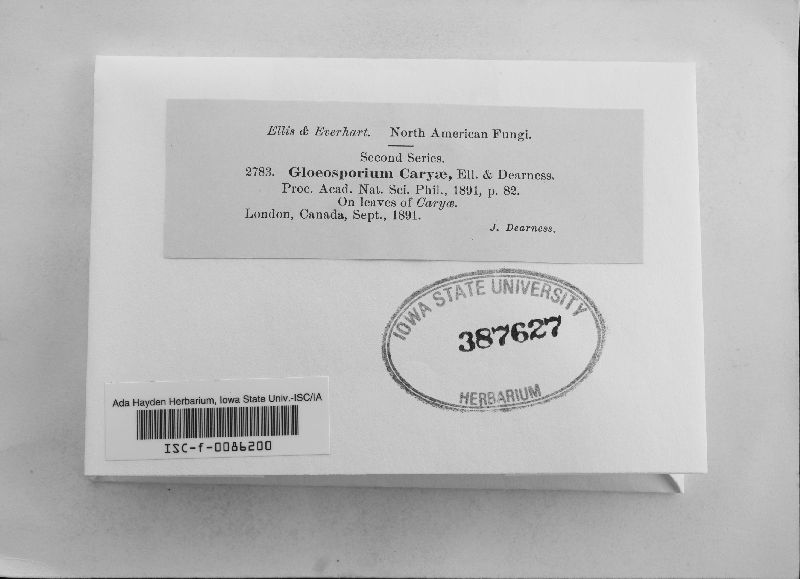 Ellis & Everhart. North American Fungi.
Second Series.
2783. Gloeosporium Caryæ, Ell. & Dearness.
Proc. Acad. Nat. Sci. Phil., 1891, p. 82.
On leaves of Caryæ.
London, Canada, Sept., 1891.
J. Dearness.
IOWA STATE UNIVERSITY
387627
HERBARIUM
Ada Hayden Herbarium, Iowa State Univ.-ISC/IA
ISC-f-0086200